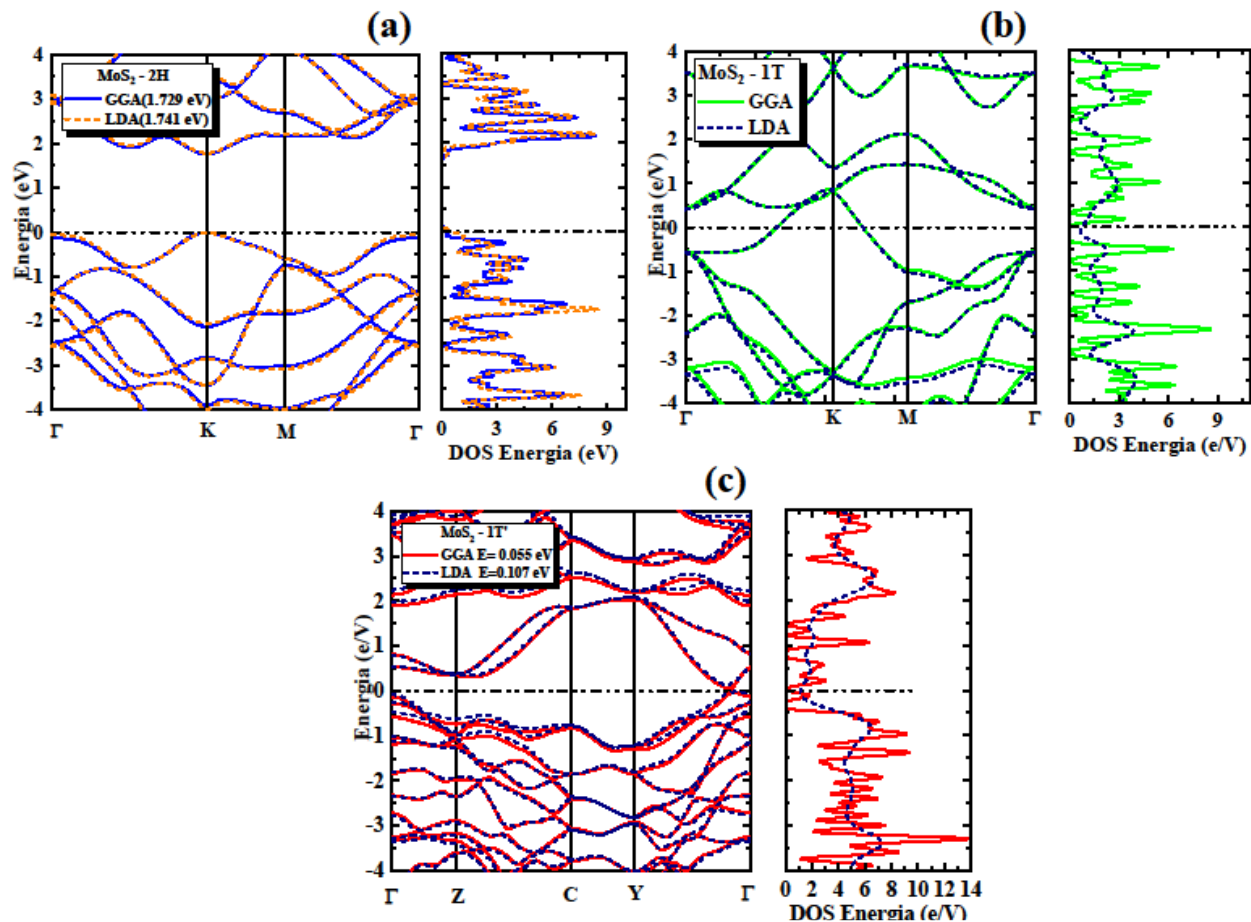 (a)
MoS₂ - 2H
GGA(1.729 eV)
LDA(1.741 eV)
Energia (eV)
4
3
2
1
0
-1
-2
-3
-4
Γ K M Γ
0 3 6 9
DOS Energia (eV)
(b)
MoS₂ - 1T
GGA
LDA
Energia (e/V)
4
3
2
1
0
-1
-2
-3
-4
Γ K M Γ
0 3 6 9
DOS Energia (e/V)
(c)
MoS₂ - 1T'
GGA E= 0.055 eV
LDA E=0.107 eV
Energia (e/V)
4
3
2
1
0
-1
-2
-3
-4
Γ Z C Y Γ
0 2 4 6 8 10 12 14
DOS Energia (e/V)